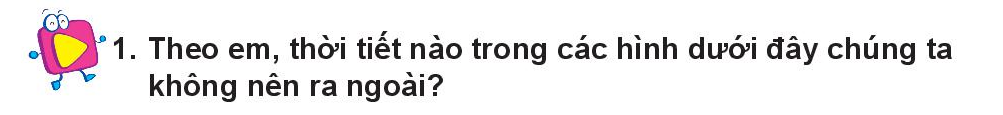 1. Theo em, thời tiết nào trong các hình dưới đây chúng ta
không nên ra ngoài?